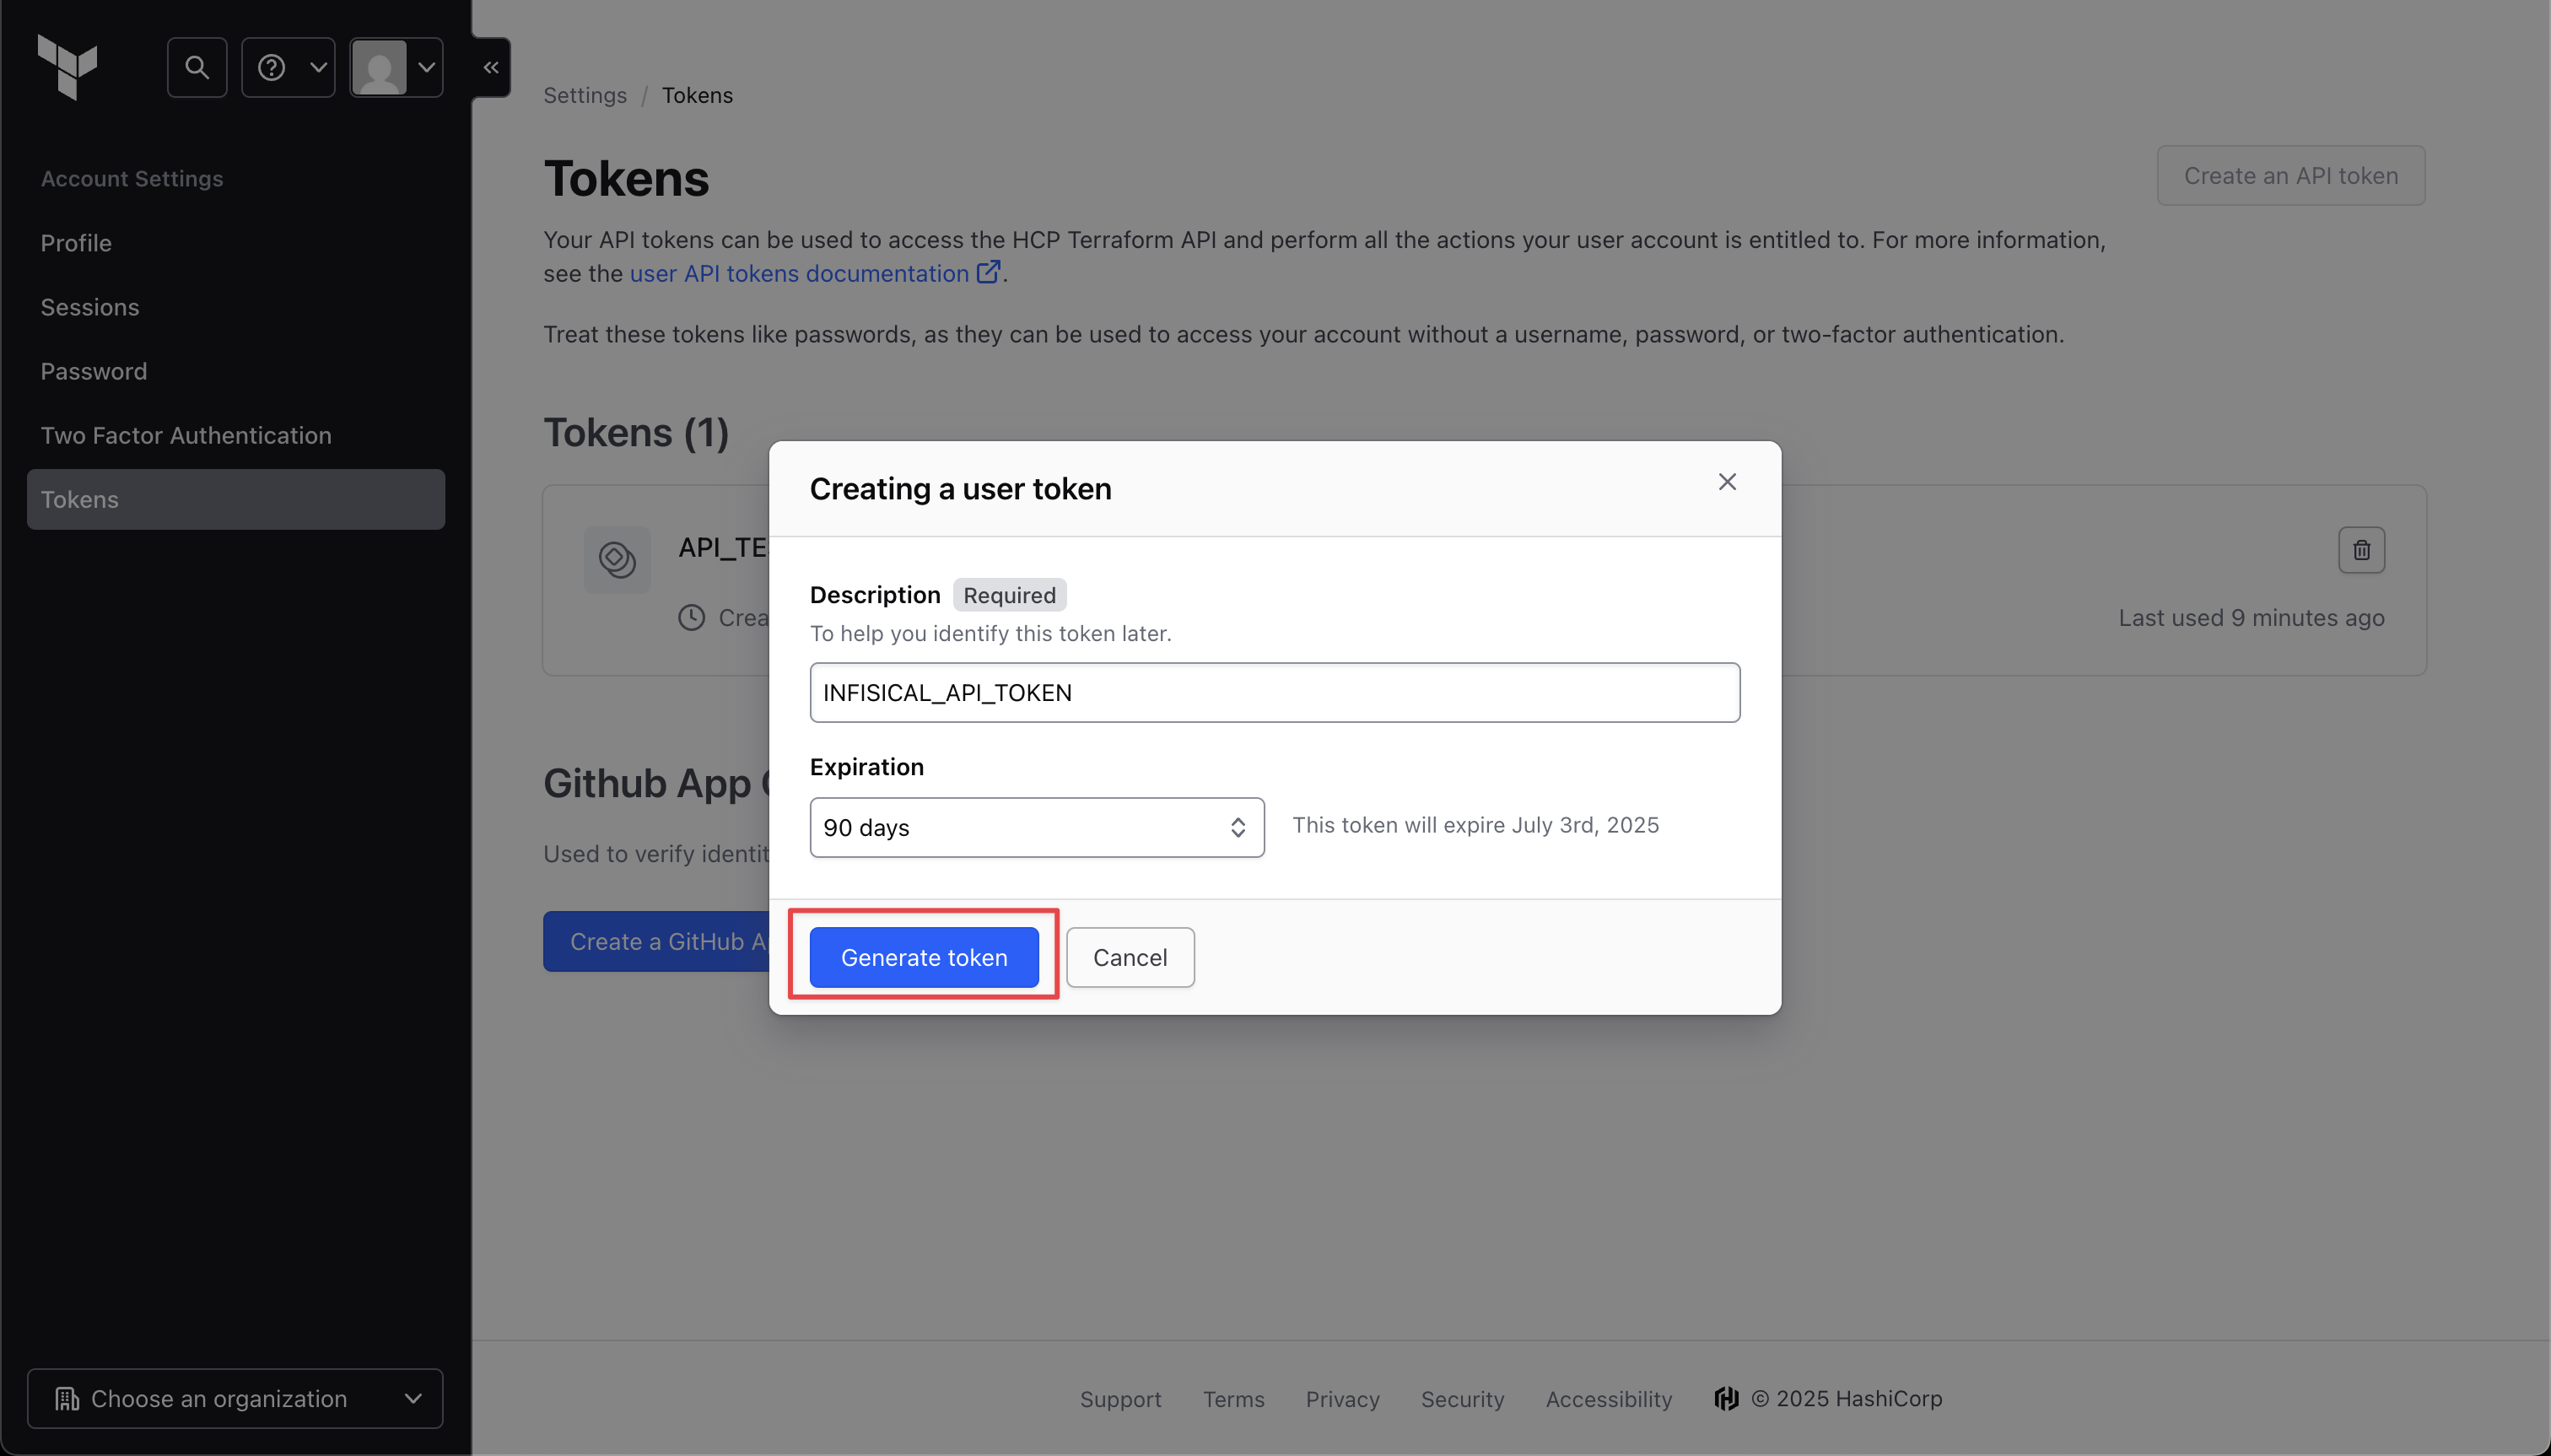 Account Settings
Profile
Sessions
Password
Two Factor Authentication
Tokens
Choose an organization
Settings / Tokens
Tokens
Create an API token
Your API tokens can be used to access the HCP Terraform API and perform all the actions your user account is entitled to. For more information,
see the user API tokens documentation.
Treat these tokens like passwords, as they can be used to access your account without a username, password, or two-factor authentication.
Tokens (1)
API_TE
Crea
Last used 9 minutes ago
Github App
Used to verify identit
Create a GitHub A
Creating a user token
Description Required
To help you identify this token later.
INFISICAL_API_TOKEN
Expiration
90 days
This token will expire July 3rd, 2025
Generate token
Cancel
Support Terms Privacy Security Accessibility © 2025 HashiCorp